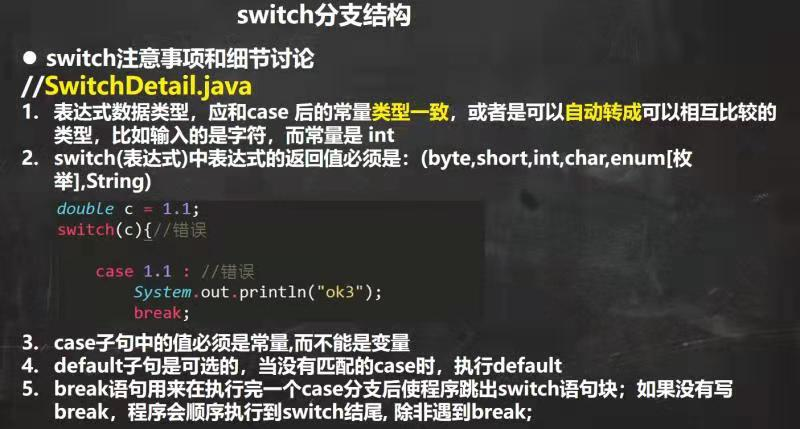 switch分支结构
● switch注意事项和细节讨论
//SwitchDetail.java
1. 表达式数据类型，应和case 后的常量类型一致，或者是可以自动转成可以相互比较的
类型，比如输入的是字符，而常量是 int
2. switch(表达式)中表达式的返回值必须是：(byte,short,int,char,enum[枚
举],String)
double c = 1.1;
switch(c){//错误
case 1.1 : //错误
System.out.println("ok3");
break;
3. case子句中的值必须是常量,而不能是变量
4. default子句是可选的，当没有匹配的case时，执行default
5. break语句用来在执行完一个case分支后使程序跳出switch语句块；如果没有写
break，程序会顺序执行到switch结尾, 除非遇到break;